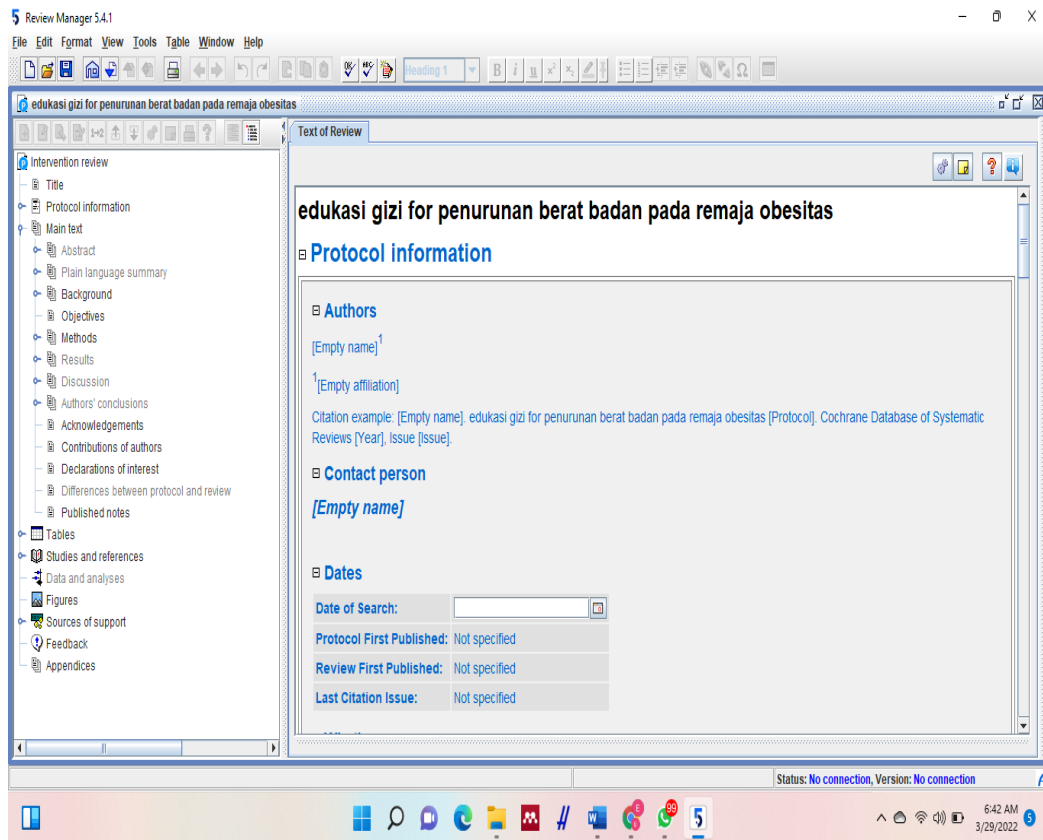 5 Review Manager 5.4.1
File Edit Format View Tools Table Window Help
Heading 1
B i u x² x₂
edukasi gizi for penurunan berat badan pada remaja obesitas
Text of Review
Intervention review
Title
Protocol information
Main text
Abstract
Plain language summary
Background
Objectives
Methods
Results
Discussion
Authors' conclusions
Acknowledgements
Contributions of authors
Declarations of interest
Differences between protocol and review
Published notes
Tables
Studies and references
Data and analyses
Figures
Sources of support
Feedback
Appendices
edukasi gizi for penurunan berat badan pada remaja obesitas
Protocol information
Authors
[Empty name]¹
¹[Empty affiliation]
Citation example: [Empty name]. edukasi gizi for penurunan berat badan pada remaja obesitas [Protocol]. Cochrane Database of Systematic
Reviews [Year], Issue [Issue].
Contact person
[Empty name]
Dates
Date of Search:
Protocol First Published: Not specified
Review First Published: Not specified
Last Citation Issue: Not specified
Status: No connection, Version: No connection
99
6:42 AM
3/29/2022
5